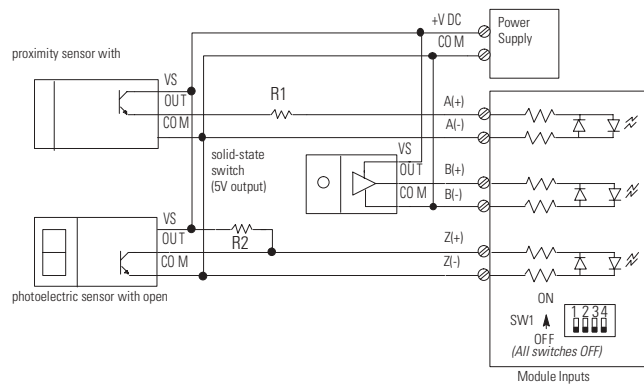 +V DC
COM
Power
Supply
proximity sensor with
VS
OUT
COM
R1
A(+)
A(-)
solid-state
switch
(5V output)
VS
OUT
COM
B(+)
B(-)
VS
OUT
COM
R2
Z(+)
Z(-)
photoelectric sensor with open
ON
SW1
1 2 3 4
OFF
(All switches OFF)
Module Inputs